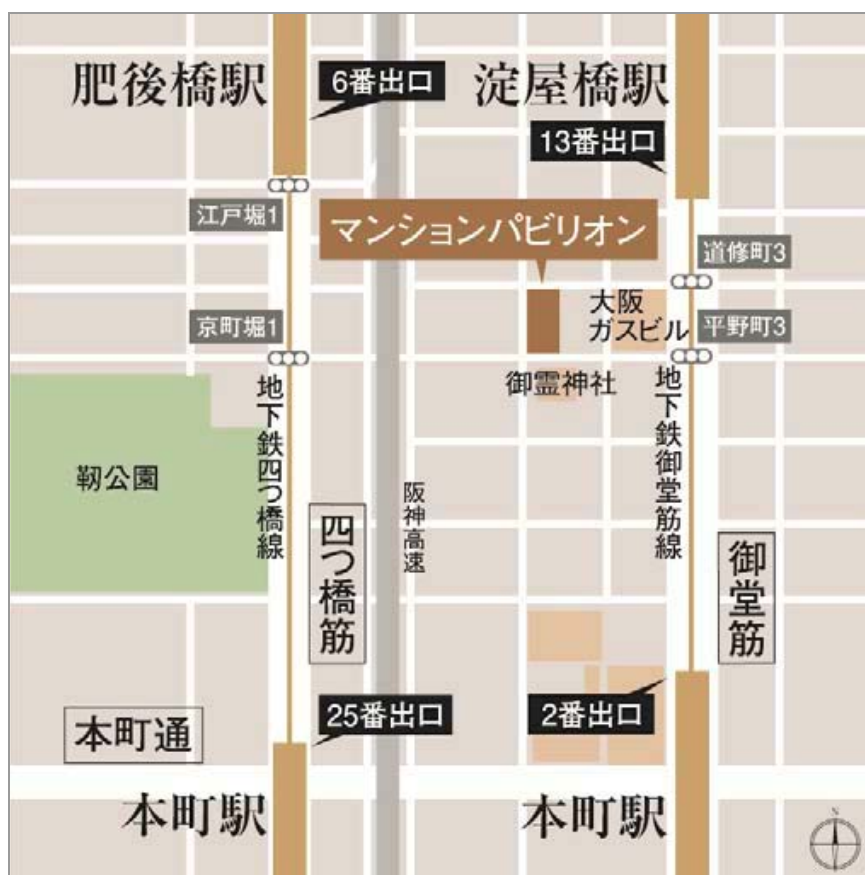 肥後橋駅
6番出口
淀屋橋駅
13番出口
江戸堀1
マンションパビリオン
道修町3
大阪
ガスビル
京町堀1
平野町3
御霊神社
地下鉄四つ橋線
地下鉄御堂筋線
靭公園
阪神高速
四つ橋筋
御堂筋
25番出口
2番出口
本町通
本町駅
本町駅
N